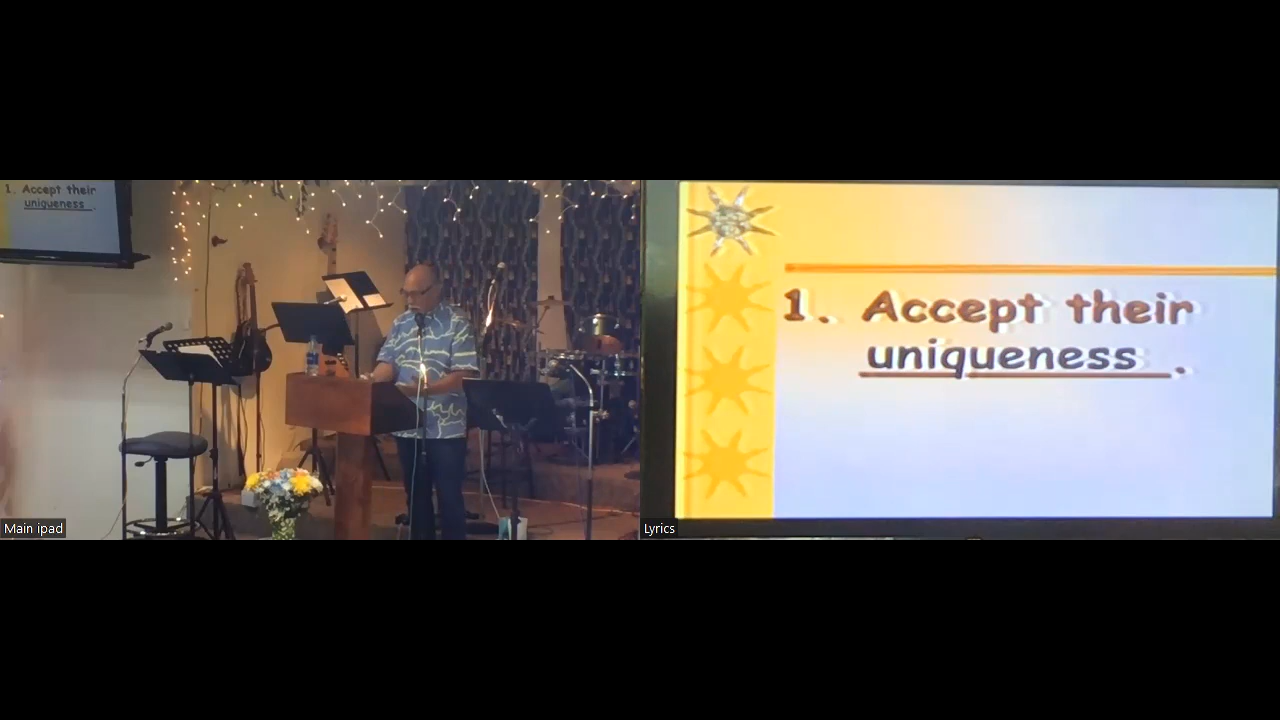 1. Accept their
uniqueness.
Main ipad
1. Accept their
uniqueness.
Lyrics